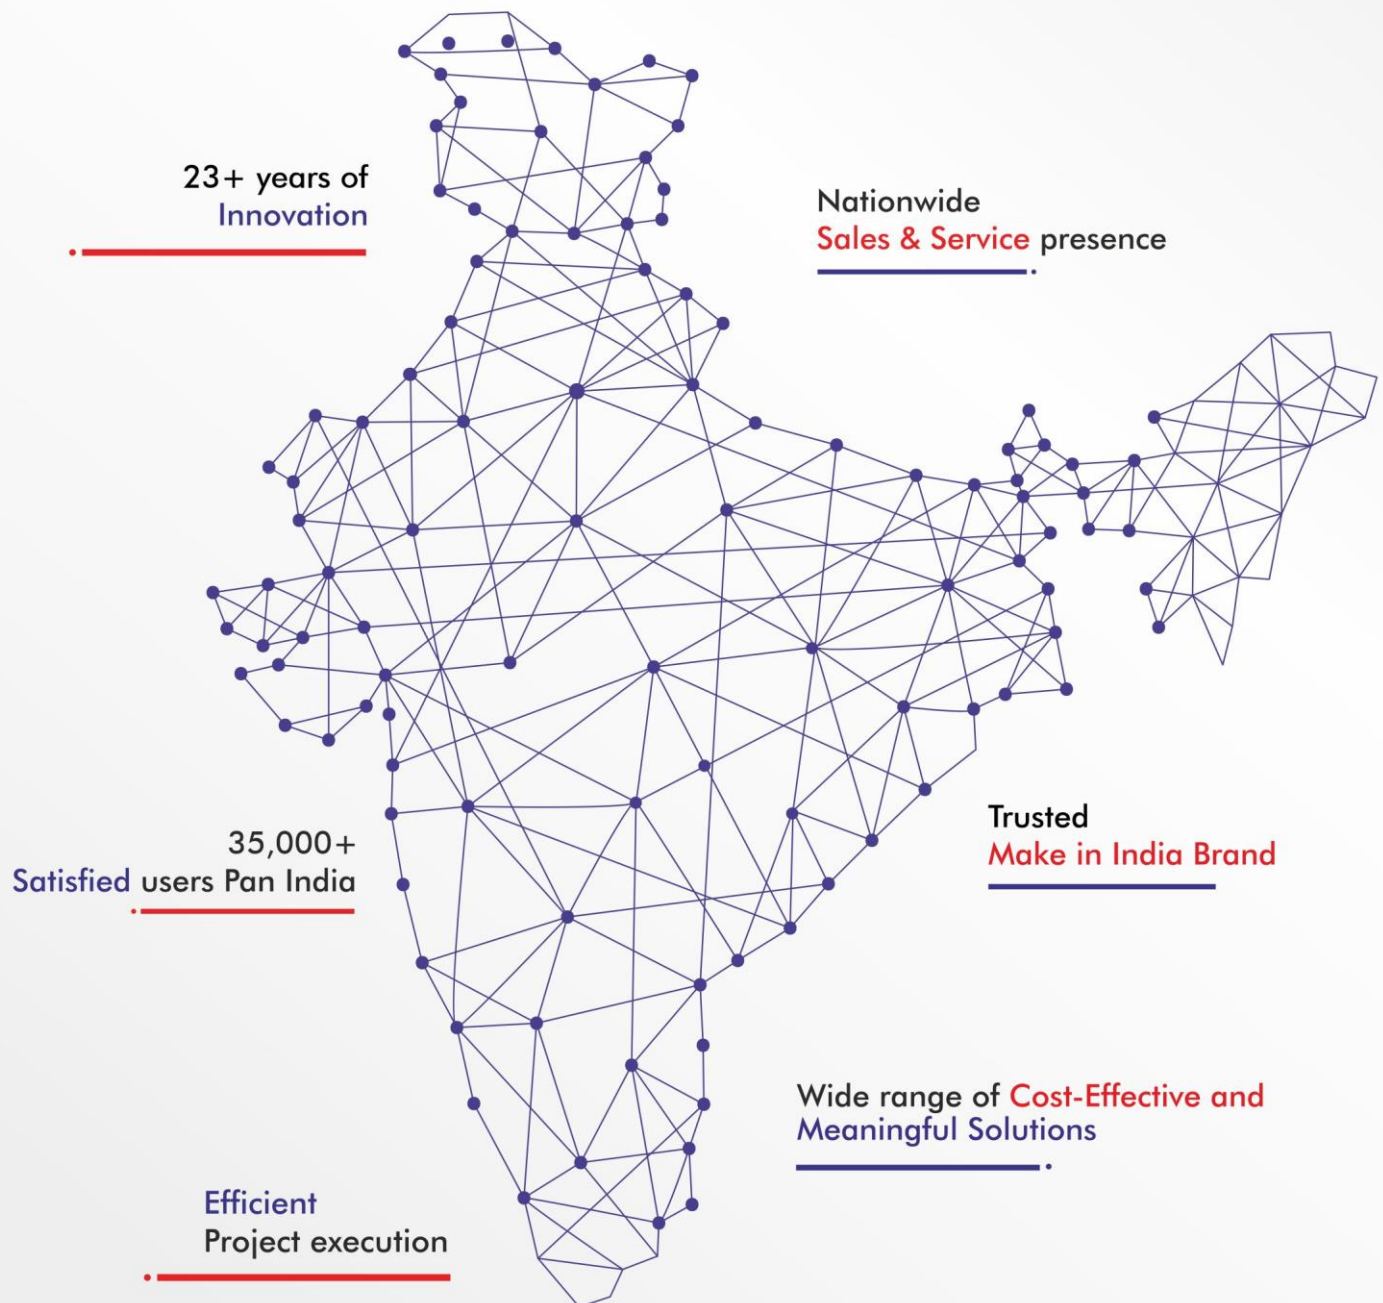 23+ years of
Innovation
Nationwide
Sales & Service presence
35,000+
Satisfied users Pan India
Trusted
Make in India Brand
Wide range of Cost-Effective and
Meaningful Solutions
Efficient
Project execution